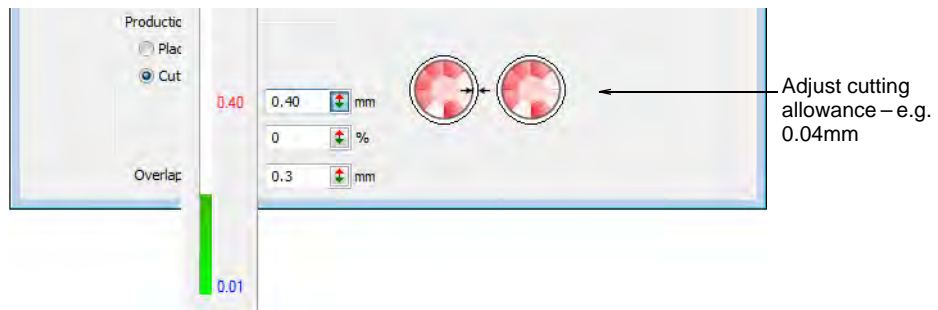 Productic
Plac
Cut
0.40 0.40 mm
0 %
Overlap 0.3 mm
0.01
Adjust cutting
allowance – e.g.
0.04mm